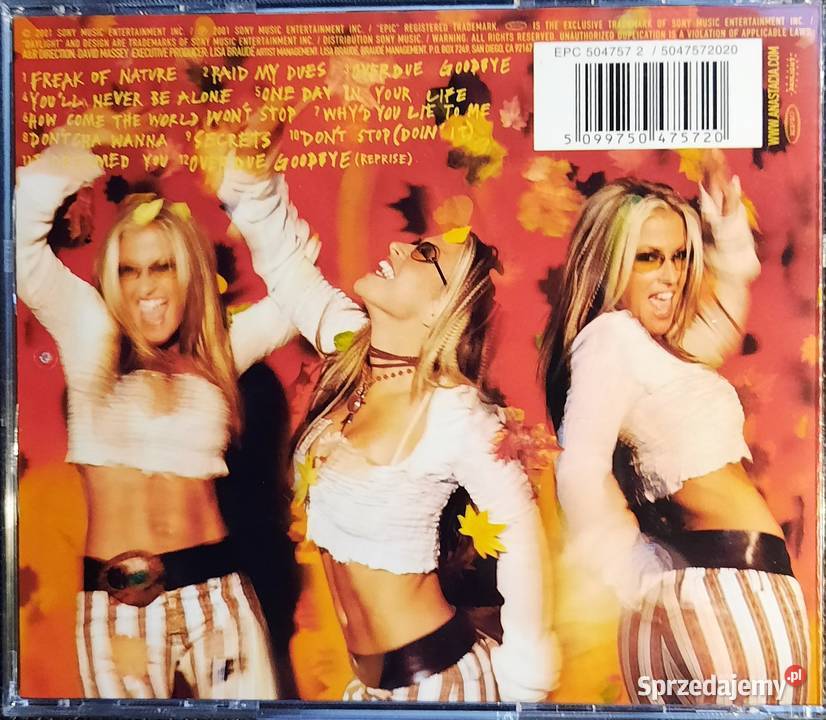 © 2001 SONY MUSIC ENTERTAINMENT INC. / ℗ 2001 SONY MUSIC ENTERTAINMENT INC. / "EPIC" REGISTERED TRADEMARK. IS THE EXCLUSIVE TRADEMARK OF SONY MUSIC ENTERTAINMENT INC. /
"DAYLIGHT" AND DESIGN ARE TRADEMARKS OF SONY MUSIC ENTERTAINMENT INC / DISTRIBUTION SONY MUSIC / WARNING: ALL RIGHTS RESERVED. UNAUTHORIZED DUPLICATION IS A VIOLATION OF APPLICABLE LAWS
A&R DIRECTION: DAVID MASSEY. EXECUTIVE PRODUCER: LISA BRAUDE. ARTIST MANAGEMENT: LISA BRAUDE, BRAUDE MANAGEMENT, P.O. BOX 7249, SAN DIEGO, CA 92167
EPC 504757 2 / 5047572020
5 099750 475720
WWW.ANASTACIA.COM
1 FREAK OF NATURE 2 PAID MY DUES 3 OVERDUE GOODBYE
4 YOU'LL NEVER BE ALONE 5 ONE DAY IN YOUR LIFE
6 HOW COME THE WORLD WON'T STOP 7 WHY'D YOU LIE TO ME
8 DON'TCHA WANNA 9 SECRETS 10 DON'T STOP (DOIN' IT)
11 YOU 12 OVERDUE GOODBYE (REPRISE)
Sprzedajemy.pl